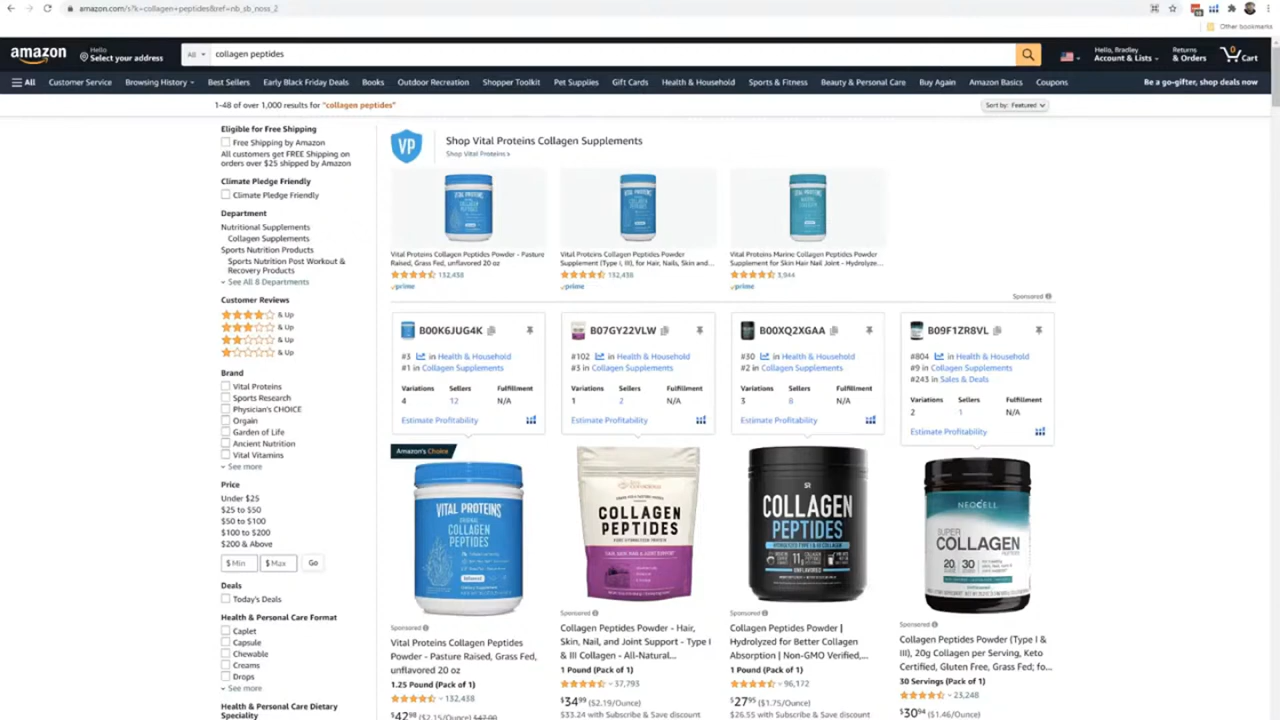 amazon.com/s?k=collagen+peptides&ref=nb_sb_noss_2
Other bookmarks
amazon
Hello
Select your address
All
collagen peptides
Hello, Bradley
Account & Lists
Returns
& Orders
0
Cart
All
Customer Service
Browsing History
Best Sellers
Early Black Friday Deals
Books
Outdoor Recreation
Shopper Toolkit
Pet Supplies
Gift Cards
Health & Household
Sports & Fitness
Beauty & Personal Care
Buy Again
Amazon Basics
Coupons
Be a go-gifter, shop deals now
1-48 of over 1,000 results for "collagen peptides"
Sort by: Featured
Eligible for Free Shipping
Free Shipping by Amazon
All customers get FREE Shipping on
orders over $25 shipped by Amazon
Climate Pledge Friendly
Climate Pledge Friendly
Department
Nutritional Supplements
Collagen Supplements
Sports Nutrition Products
Sports Nutrition Post Workout &
Recovery Products
See All 8 Departments
Customer Reviews
& Up
& Up
& Up
& Up
Brand
Vital Proteins
Sports Research
Physician's CHOICE
Orgain
Garden of Life
Ancient Nutrition
Vital Vitamins
See more
Price
Under $25
$25 to $50
$50 to $100
$100 to $200
$200 & Above
$ Min
$ Max
Go
Deals
Today's Deals
Health & Personal Care Format
Caplet
Capsule
Chewable
Creams
Drops
See more
Health & Personal Care Dietary
Speciality
VP
Shop Vital Proteins Collagen Supplements
Shop Vital Proteins >
Vital Proteins Collagen Peptides Powder - Pasture
Raised, Grass Fed, unflavored 20 oz
132,438
prime
Vital Proteins Collagen Peptides Powder
Supplement (Type I, III), for Hair, Nails, Skin and...
132,438
prime
Vital Proteins Marine Collagen Peptides Powder
Supplement for Skin Hair Nail Joint - Hydrolyze...
3,944
prime
Sponsored
B00K6JUG4K
#3 in Health & Household
#1 in Collagen Supplements
Variations Sellers Fulfillment
4 12 N/A
Estimate Profitability
B07GY22VLW
#102 in Health & Household
#3 in Collagen Supplements
Variations Sellers Fulfillment
1 2 N/A
Estimate Profitability
B00XQ2XGAA
#30 in Health & Household
#2 in Collagen Supplements
Variations Sellers Fulfillment
3 8 N/A
Estimate Profitability
B09F1ZR8VL
#804 in Health & Household
#9 in Collagen Supplements
#243 in Sales & Deals
Variations Sellers Fulfillment
2 1 N/A
Estimate Profitability
Amazon's Choice
VITAL PROTEINS
COLLAGEN
PEPTIDES
Sponsored
Vital Proteins Collagen Peptides
Powder - Pasture Raised, Grass Fed,
unflavored 20 oz
1.25 Pound (Pack of 1)
132,438
$42 98 ($2.15/Ounce) $47.00
COLLAGEN
PEPTIDES
Sponsored
Collagen Peptides Powder - Hair,
Skin, Nail, and Joint Support - Type I
& III Collagen - All-Natural...
1 Pound (Pack of 1)
37,793
$34 99 ($2.19/Ounce)
$33.24 with Subscribe & Save discount
SR
COLLAGEN
PEPTIDES
11g
Sponsored
Collagen Peptides Powder |
Hydrolyzed for Better Collagen
Absorption | Non-GMO Verified,...
1 Pound (Pack of 1)
96,172
$27 95 ($1.75/Ounce)
$26.55 with Subscribe & Save discount
NEOCELL
SUPER
COLLAGEN
20 30
Sponsored
Collagen Peptides Powder (Type I &
III), 20g Collagen per Serving, Keto
Certified, Gluten Free, Grass Fed; fo...
30 Servings (Pack of 1)
23,248
$30 94 ($1.46/Ounce)